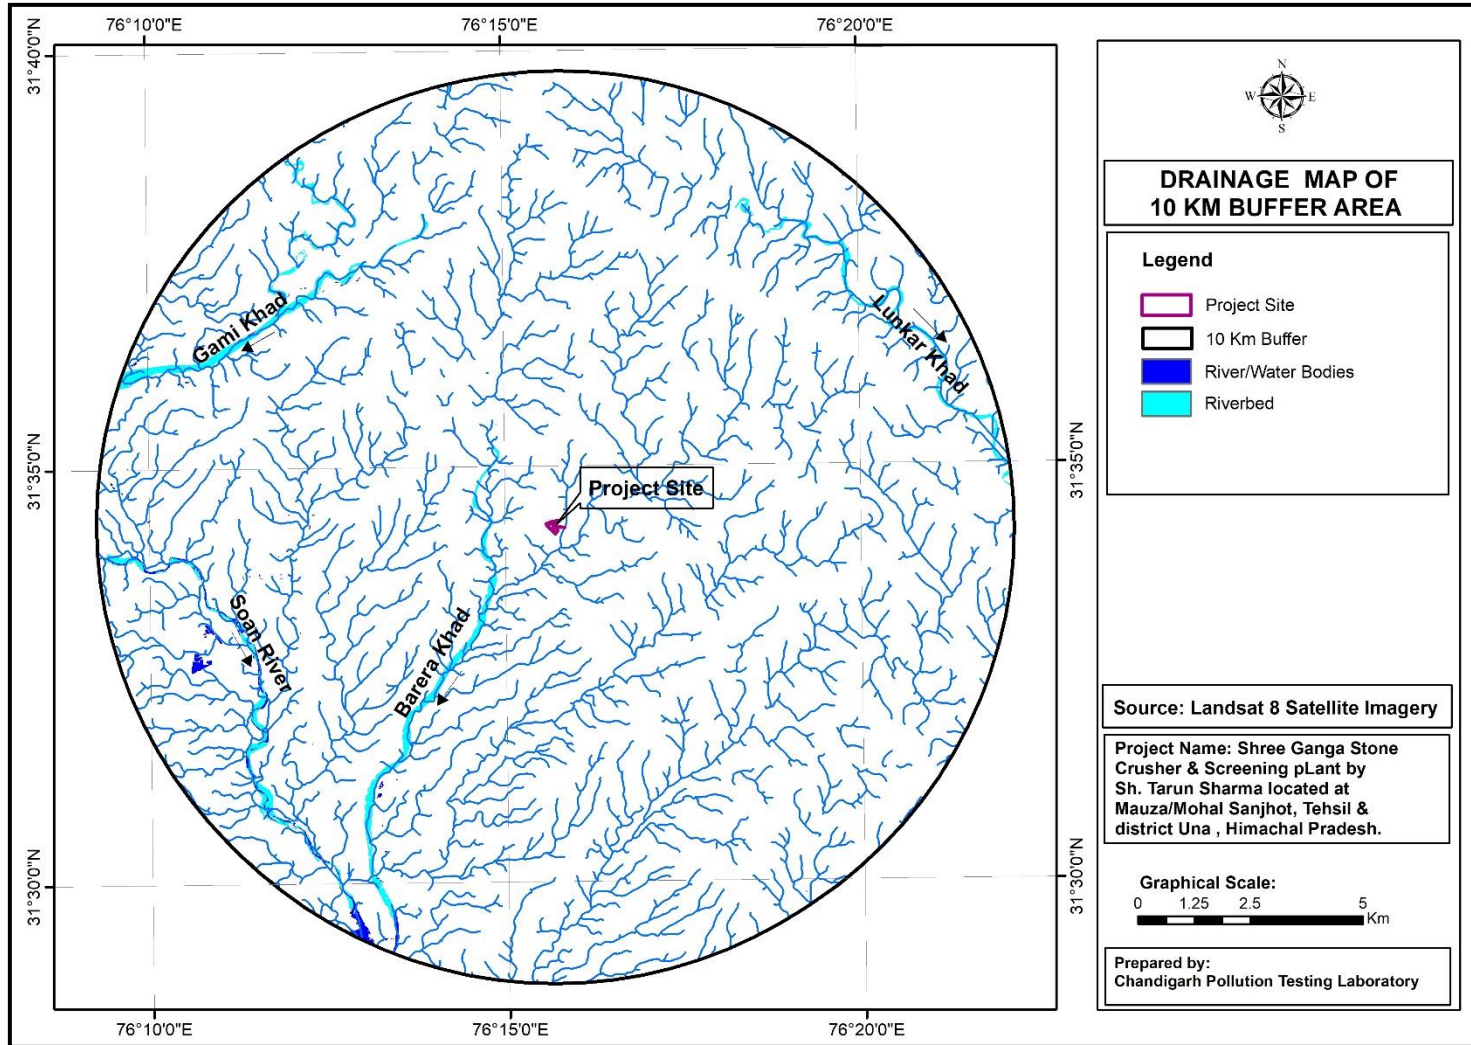 76°10'0"E
76°15'0"E
76°20'0"E
31°40'0"N
31°35'0"N
31°35'0"N
31°30'0"N
31°30'0"N
Gami Khad
Lunkar Khad
Project Site
Soan River
Barera Khad
76°10'0"E
76°15'0"E
76°20'0"E
N
W
E
S
DRAINAGE MAP OF
10 KM BUFFER AREA
Legend
Project Site
10 Km Buffer
River/Water Bodies
Riverbed
Source: Landsat 8 Satellite Imagery
Project Name: Shree Ganga Stone
Crusher & Screening pLant by
Sh. Tarun Sharma located at
Mauza/Mohal Sanjhot, Tehsil &
district Una , Himachal Pradesh.
Graphical Scale:
0 1.25 2.5 5
Km
Prepared by:
Chandigarh Pollution Testing Laboratory